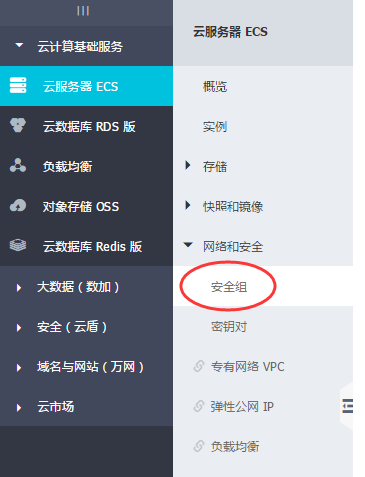 云计算基础服务
云服务器 ECS
云数据库 RDS 版
负载均衡
对象存储 OSS
云数据库 Redis 版
大数据（数加）
安全（云盾）
域名与网站（万网）
云市场
云服务器 ECS
概览
实例
存储
快照和镜像
网络和安全
安全组
密钥对
专有网络 VPC
弹性公网 IP
负载均衡